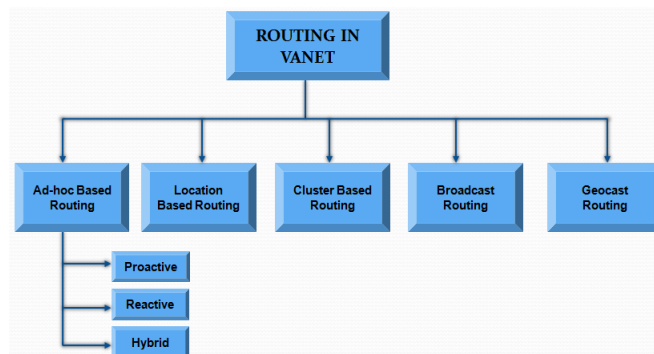 ROUTING IN
VANET
Ad-hoc Based
Routing
Location
Based Routing
Cluster Based
Routing
Broadcast
Routing
Geocast
Routing
Proactive
Reactive
Hybrid